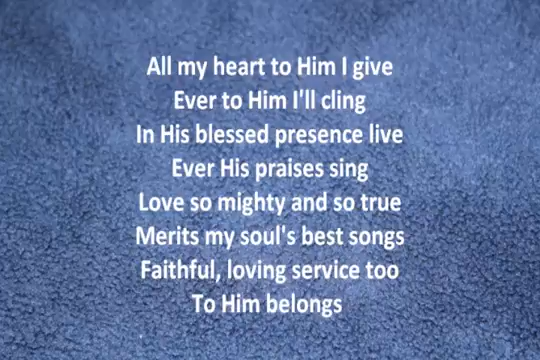 All my heart to Him I give
Ever to Him I'll cling
In His blessed presence live
Ever His praises sing
Love so mighty and so true
Merits my soul's best songs
Faithful, loving service too
To Him belongs